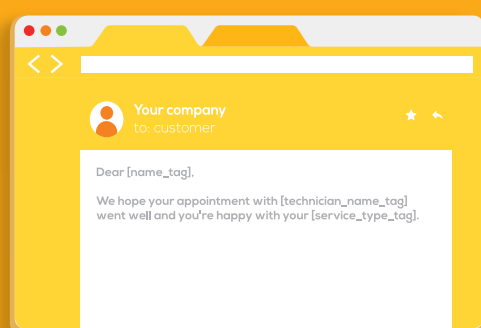 Your company
to: customer
Dear [name_tag],
We hope your appointment with [technician_name_tag]
went well and you're happy with your [service_type_tag].